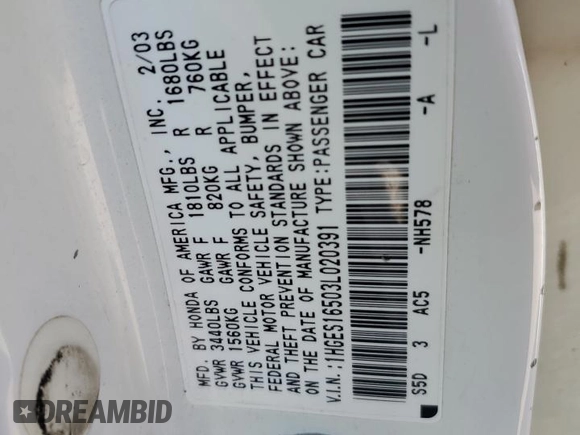 MFD. BY HONDA OF AMERICA MFG., INC. 2/03
GVWR 3440LBS GAWR F 1810LBS R 1680LBS
GVWR 1560KG GAWR F 820KG R 760KG
THIS VEHICLE CONFORMS TO ALL APPLICABLE
FEDERAL MOTOR VEHICLE SAFETY, BUMPER,
AND THEFT PREVENTION STANDARDS IN EFFECT
ON THE DATE OF MANUFACTURE SHOWN ABOVE:
V.I.N.: 1HGES16503L020391 TYPE:PASSENGER CAR
S5D 3 AC5 -NH578 -A -L
DREAMBID